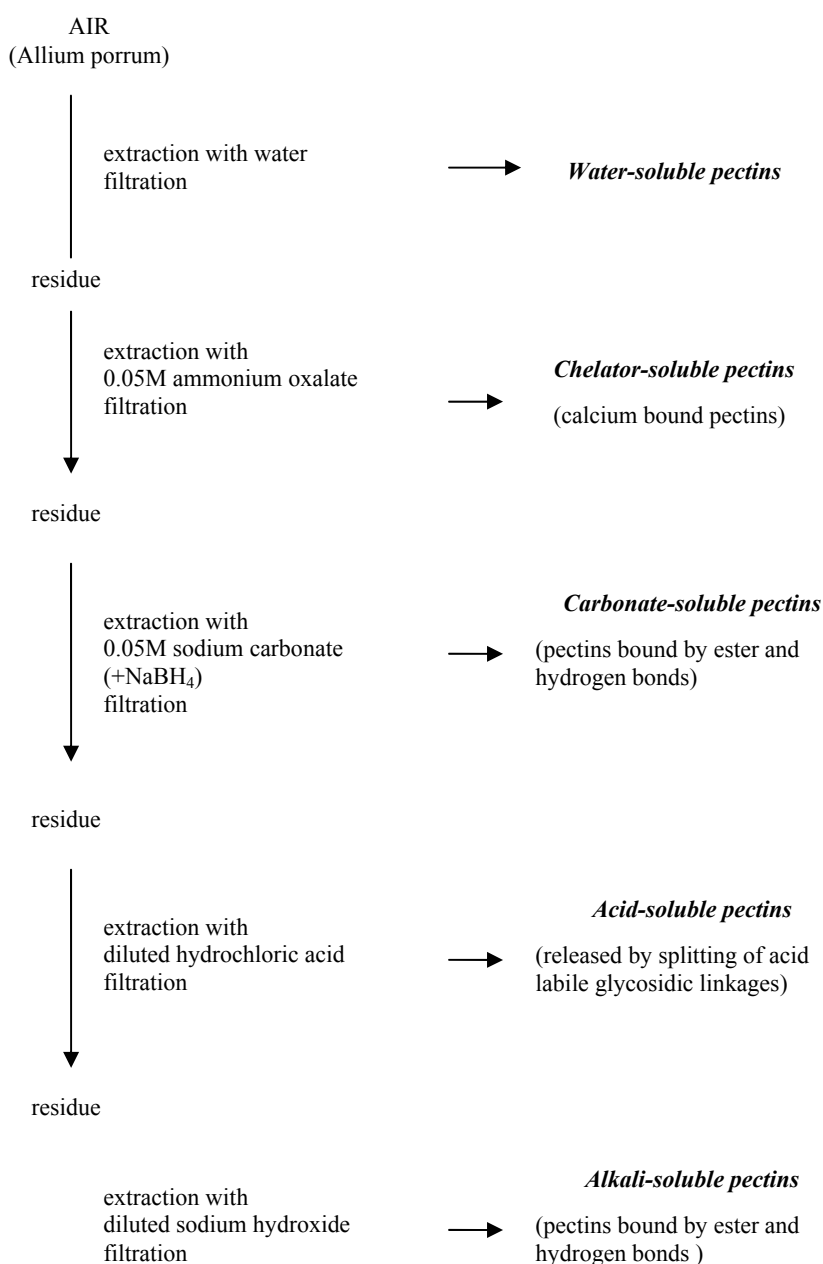 AIR
(Allium porrum)
extraction with water
filtration
Water-soluble pectins
residue
extraction with
0.05M ammonium oxalate
filtration
Chelator-soluble pectins
(calcium bound pectins)
residue
extraction with
0.05M sodium carbonate
(+NaBH₄)
filtration
Carbonate-soluble pectins
(pectins bound by ester and
hydrogen bonds)
residue
extraction with
diluted hydrochloric acid
filtration
Acid-soluble pectins
(released by splitting of acid
labile glycosidic linkages)
residue
extraction with
diluted sodium hydroxide
filtration
Alkali-soluble pectins
(pectins bound by ester and
hydrogen bonds )